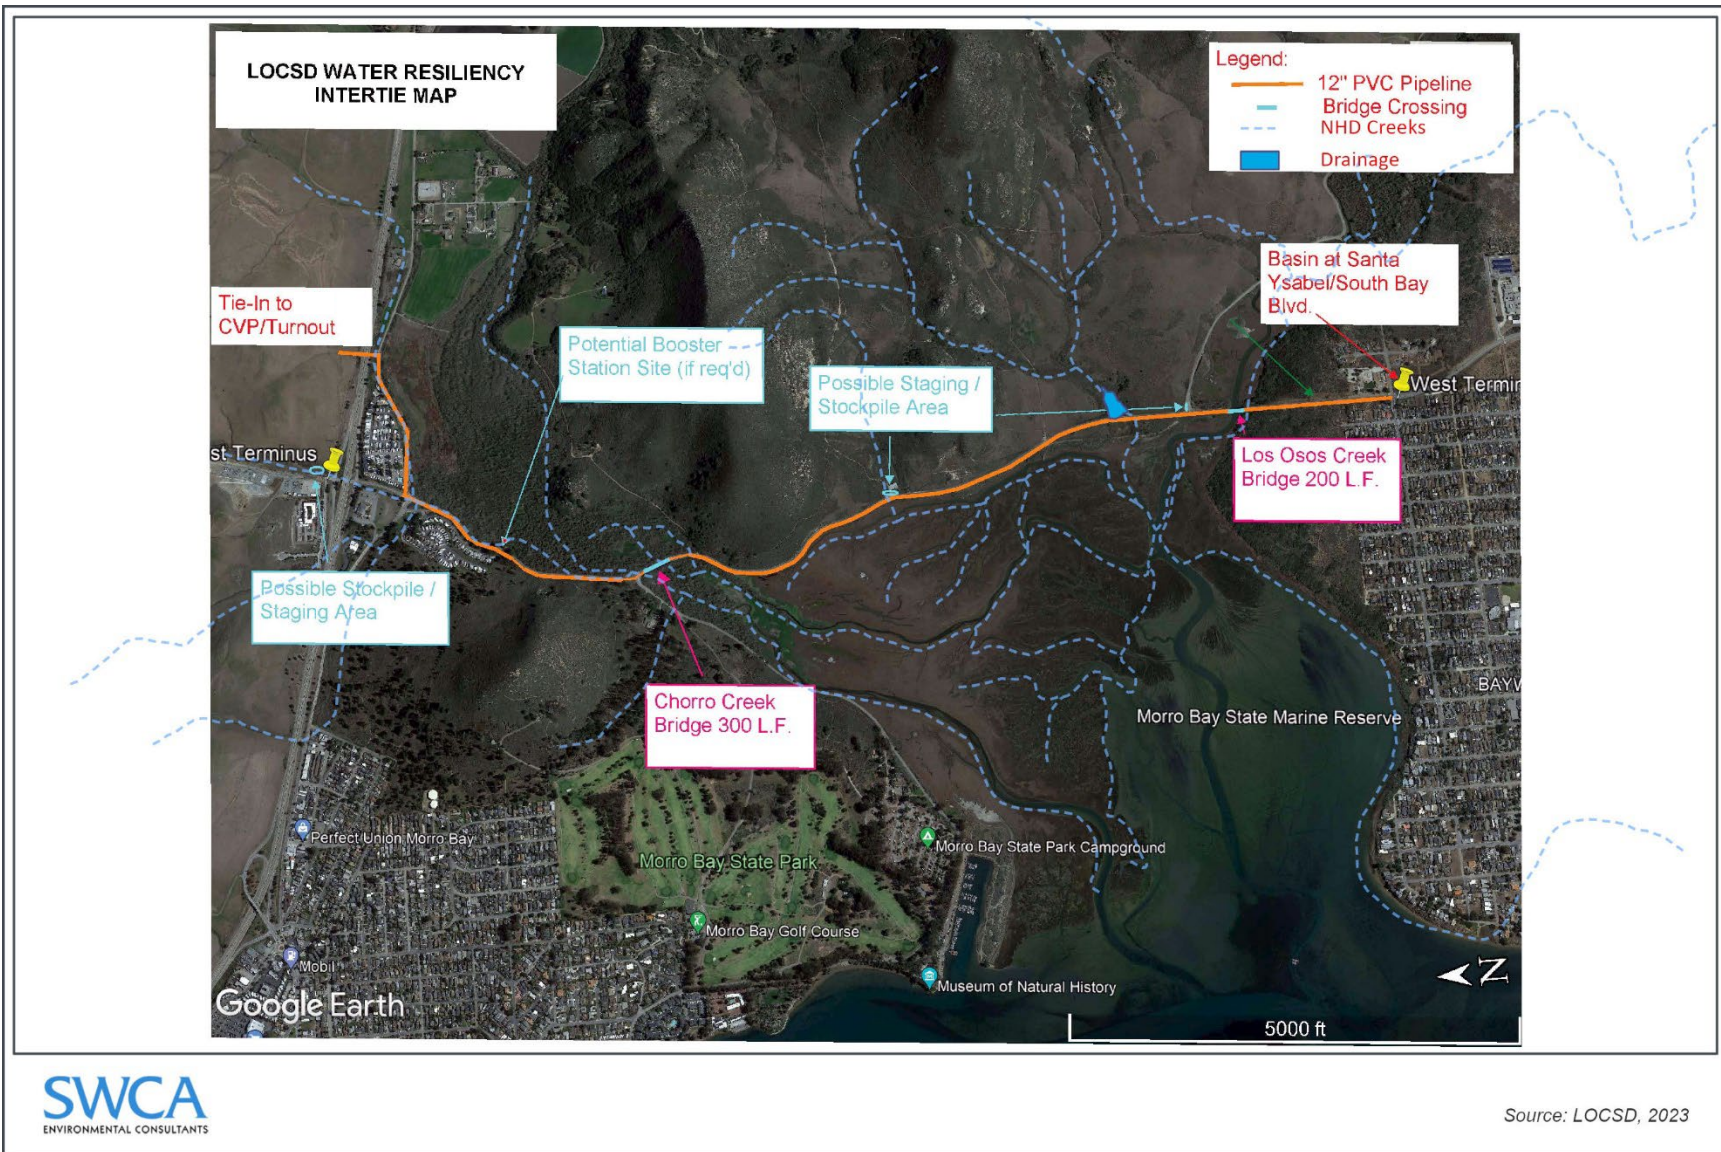 LOCSD WATER RESILIENCY
INTERTIE MAP
Legend:
12" PVC Pipeline
Bridge Crossing
NHD Creeks
Drainage
Basin at Santa
Ysabel/South Bay
Blvd.
Tie-In to
CVP/Turnout
Potential Booster
Station Site (if req'd)
Possible Staging /
Stockpile Area
West Termin
st Terminus
Los Osos Creek
Bridge 200 L.F.
Possible Stockpile /
Staging Area
Chorro Creek
Bridge 300 L.F.
BAYW
Morro Bay State Marine Reserve
Perfect Union Morro Bay
Morro Bay State Park
Morro Bay State Park Campground
Morro Bay Golf Course
Mobil
Museum of Natural History
Google Earth
Z
5000 ft
SWCA
ENVIRONMENTAL CONSULTANTS
Source: LOCSD, 2023